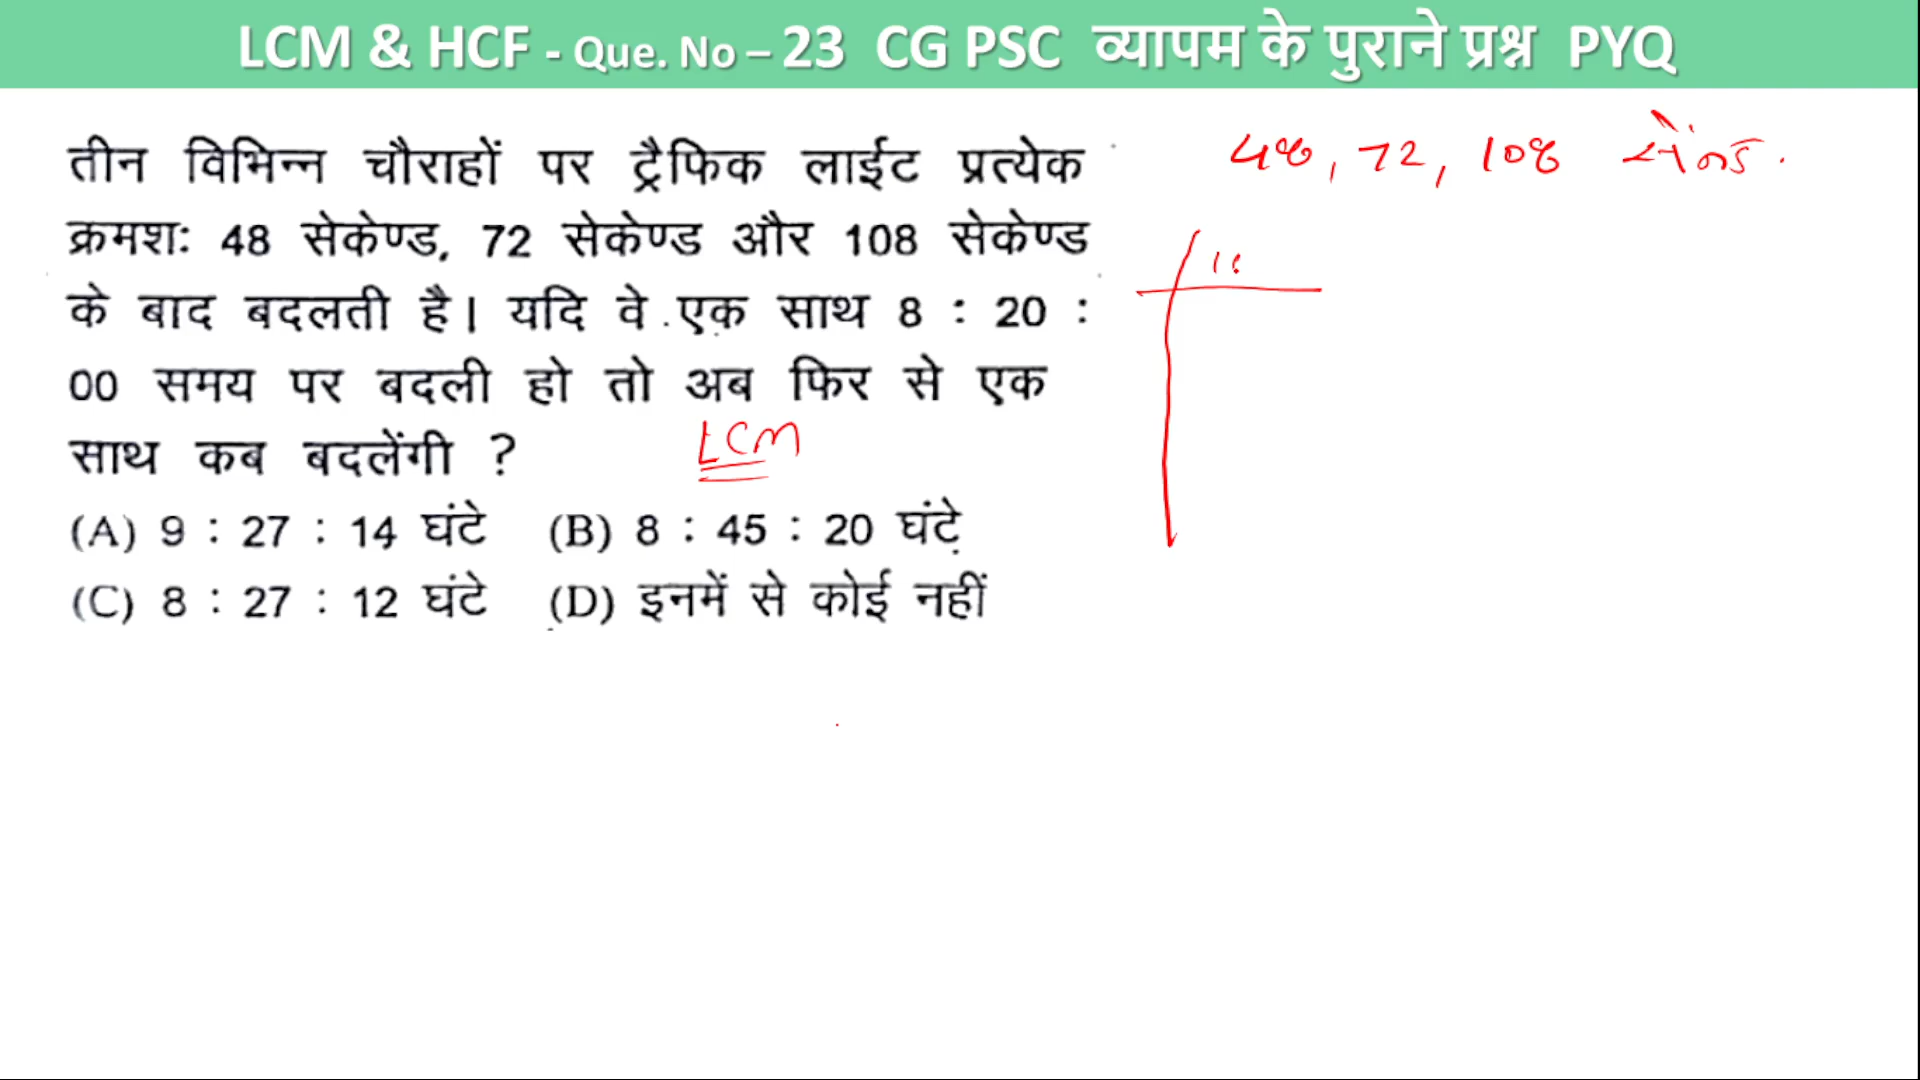 LCM & HCF - Que. No – 23 CG PSC व्यापम के पुराने प्रश्न PYQ
तीन विभिन्न चौराहों पर ट्रैफिक लाईट प्रत्येक
क्रमशः 48 सेकेण्ड, 72 सेकेण्ड और 108 सेकेण्ड
के बाद बदलती है। यदि वे एक साथ 8 : 20 :
00 समय पर बदली हो तो अब फिर से एक
साथ कब बदलेंगी ?
LCM
(A) 9 : 27 : 14 घंटे (B) 8 : 45 : 20 घंटे
(C) 8 : 27 : 12 घंटे (D) इनमें से कोई नहीं
48, 72, 108